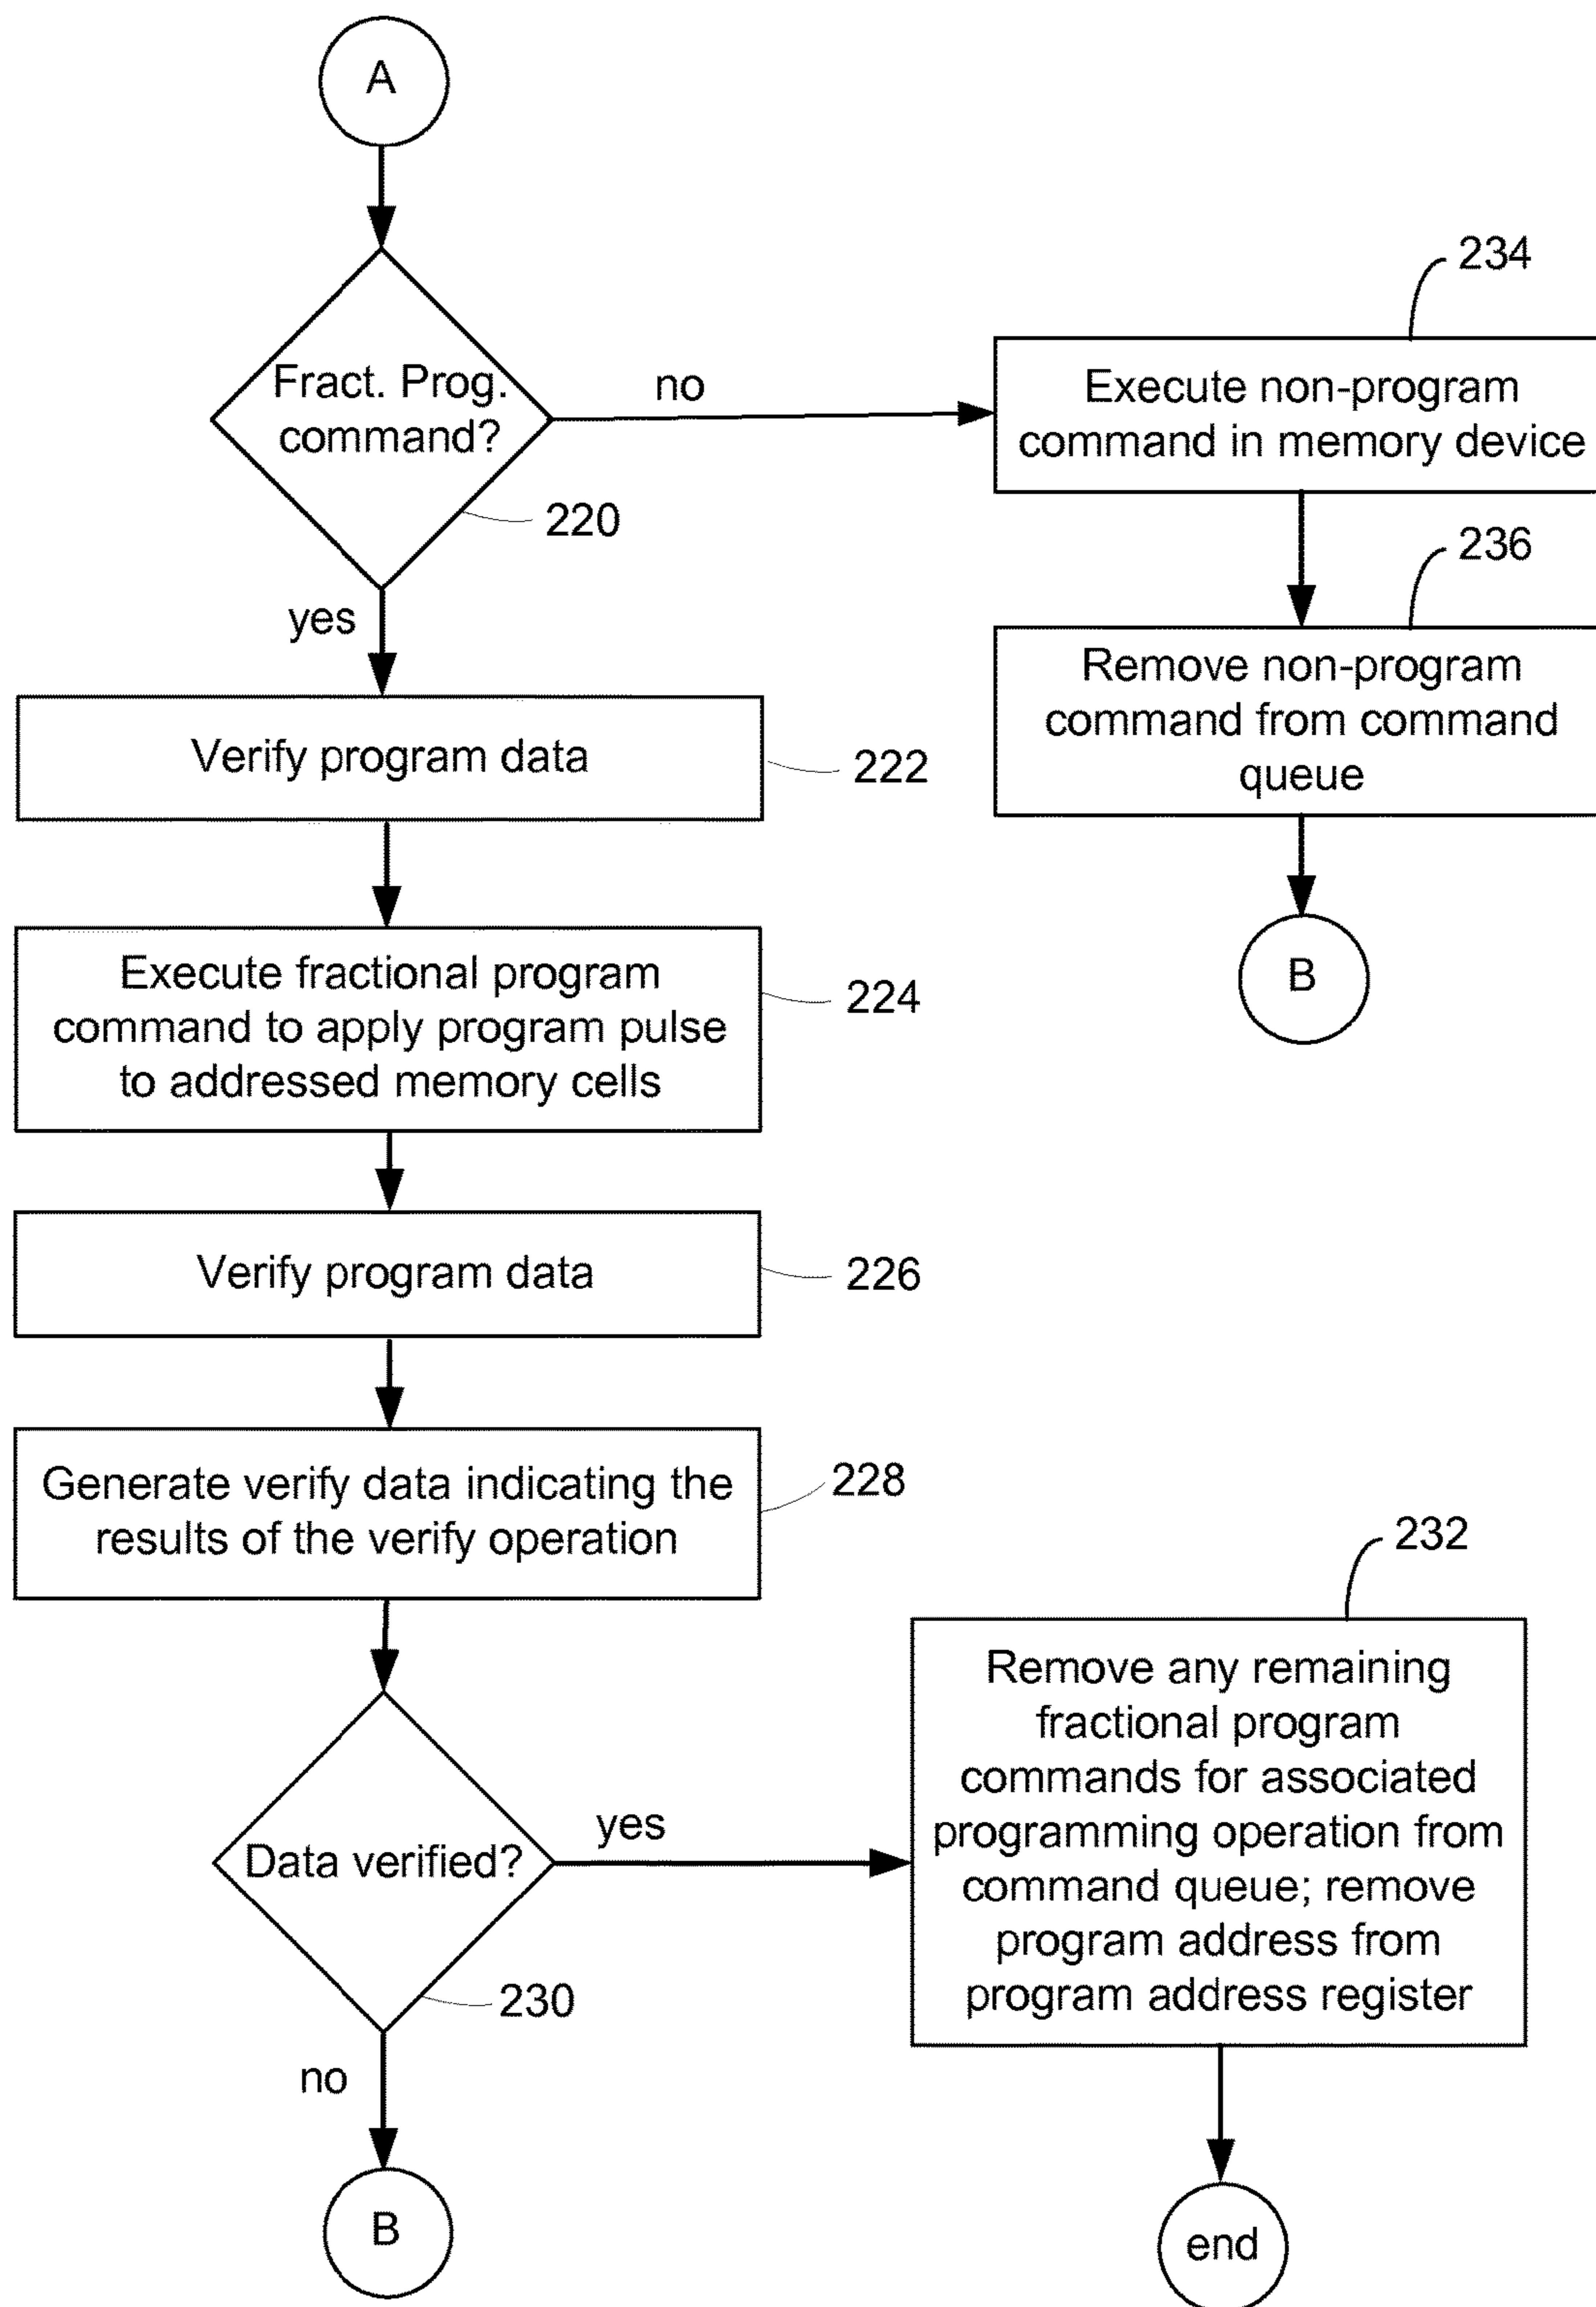 A
Fract. Prog.
command?
220
no
yes
234
Execute non-program
command in memory device
236
Remove non-program
command from command
queue
B
Verify program data
222
Execute fractional program
command to apply program pulse
to addressed memory cells
224
Verify program data
226
Generate verify data indicating the
results of the verify operation
228
Data verified?
230
yes
no
232
Remove any remaining
fractional program
commands for associated
programming operation from
command queue; remove
program address from
program address register
B
end